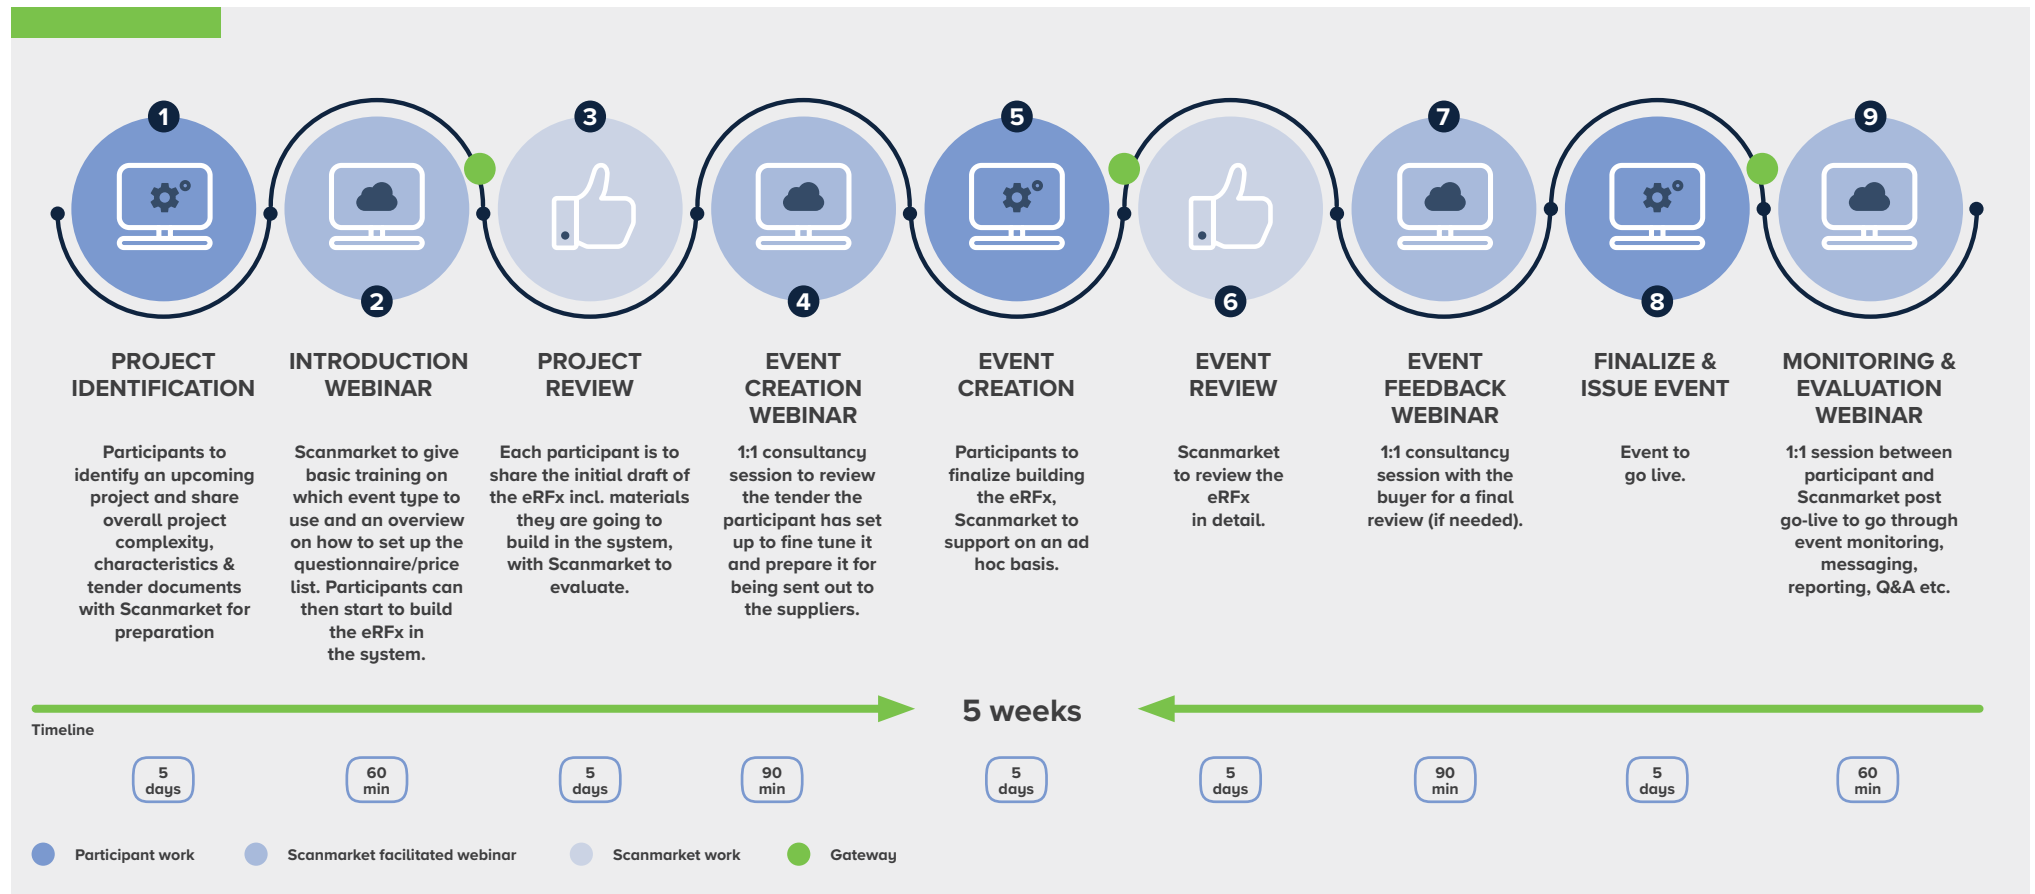 1
PROJECT
IDENTIFICATION
Participants to
identify an upcoming
project and share
overall project
complexity,
characteristics &
tender documents
with Scanmarket for
preparation
2
INTRODUCTION
WEBINAR
Scanmarket to give
basic training on
which event type to
use and an overview
on how to set up the
questionnaire/price
list. Participants can
then start to build
the eRFx in
the system.
3
PROJECT
REVIEW
Each participant is to
share the initial draft of
the eRFx incl. materials
they are going to
build in the system,
with Scanmarket to
evaluate.
4
EVENT
CREATION
WEBINAR
1:1 consultancy
session to review
the tender the
participant has set
up to fine tune it
and prepare it for
being sent out to
the suppliers.
5
EVENT
CREATION
Participants to
finalize building
the eRFx,
Scanmarket to
support on an ad
hoc basis.
6
EVENT
REVIEW
Scanmarket
to review the
eRFx
in detail.
7
EVENT
FEEDBACK
WEBINAR
1:1 consultancy
session with the
buyer for a final
review (if needed).
8
FINALIZE &
ISSUE EVENT
Event to
go live.
9
MONITORING &
EVALUATION
WEBINAR
1:1 session between
participant and
Scanmarket post
go-live to go through
event monitoring,
messaging,
reporting, Q&A etc.
5 weeks
Timeline
5
days
60
min
5
days
90
min
5
days
5
days
90
min
5
days
60
min
Participant work
Scanmarket facilitated webinar
Scanmarket work
Gateway